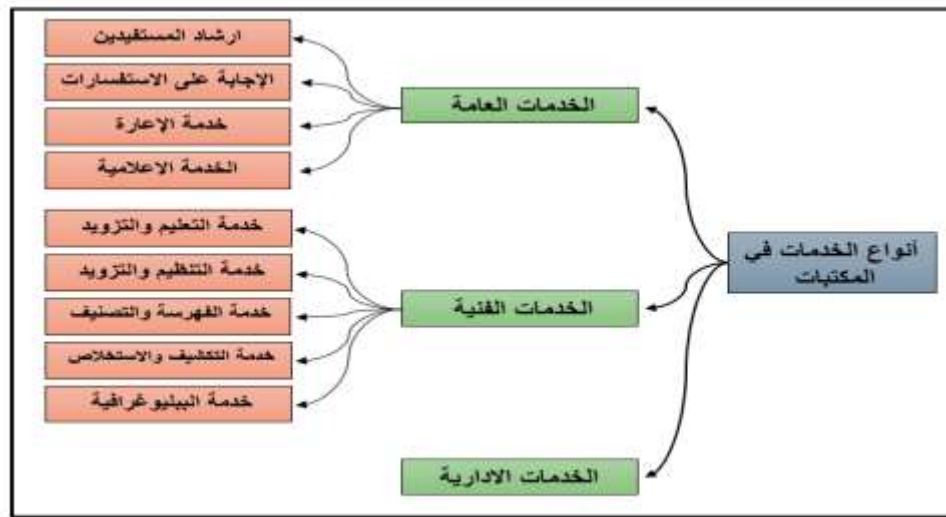 أنواع الخدمات في
المكتبات
الخدمات العامة
ارشاد المستفيدين
الإجابة على الاستفسارات
خدمة الإعارة
الخدمة الاعلامية
الخدمات الفنية
خدمة التعليم والتزويد
خدمة التنظيم والتزويد
خدمة الفهرسة والتصنيف
خدمة التكشيف والاستخلاص
خدمة الببليوغرافية
الخدمات الادارية